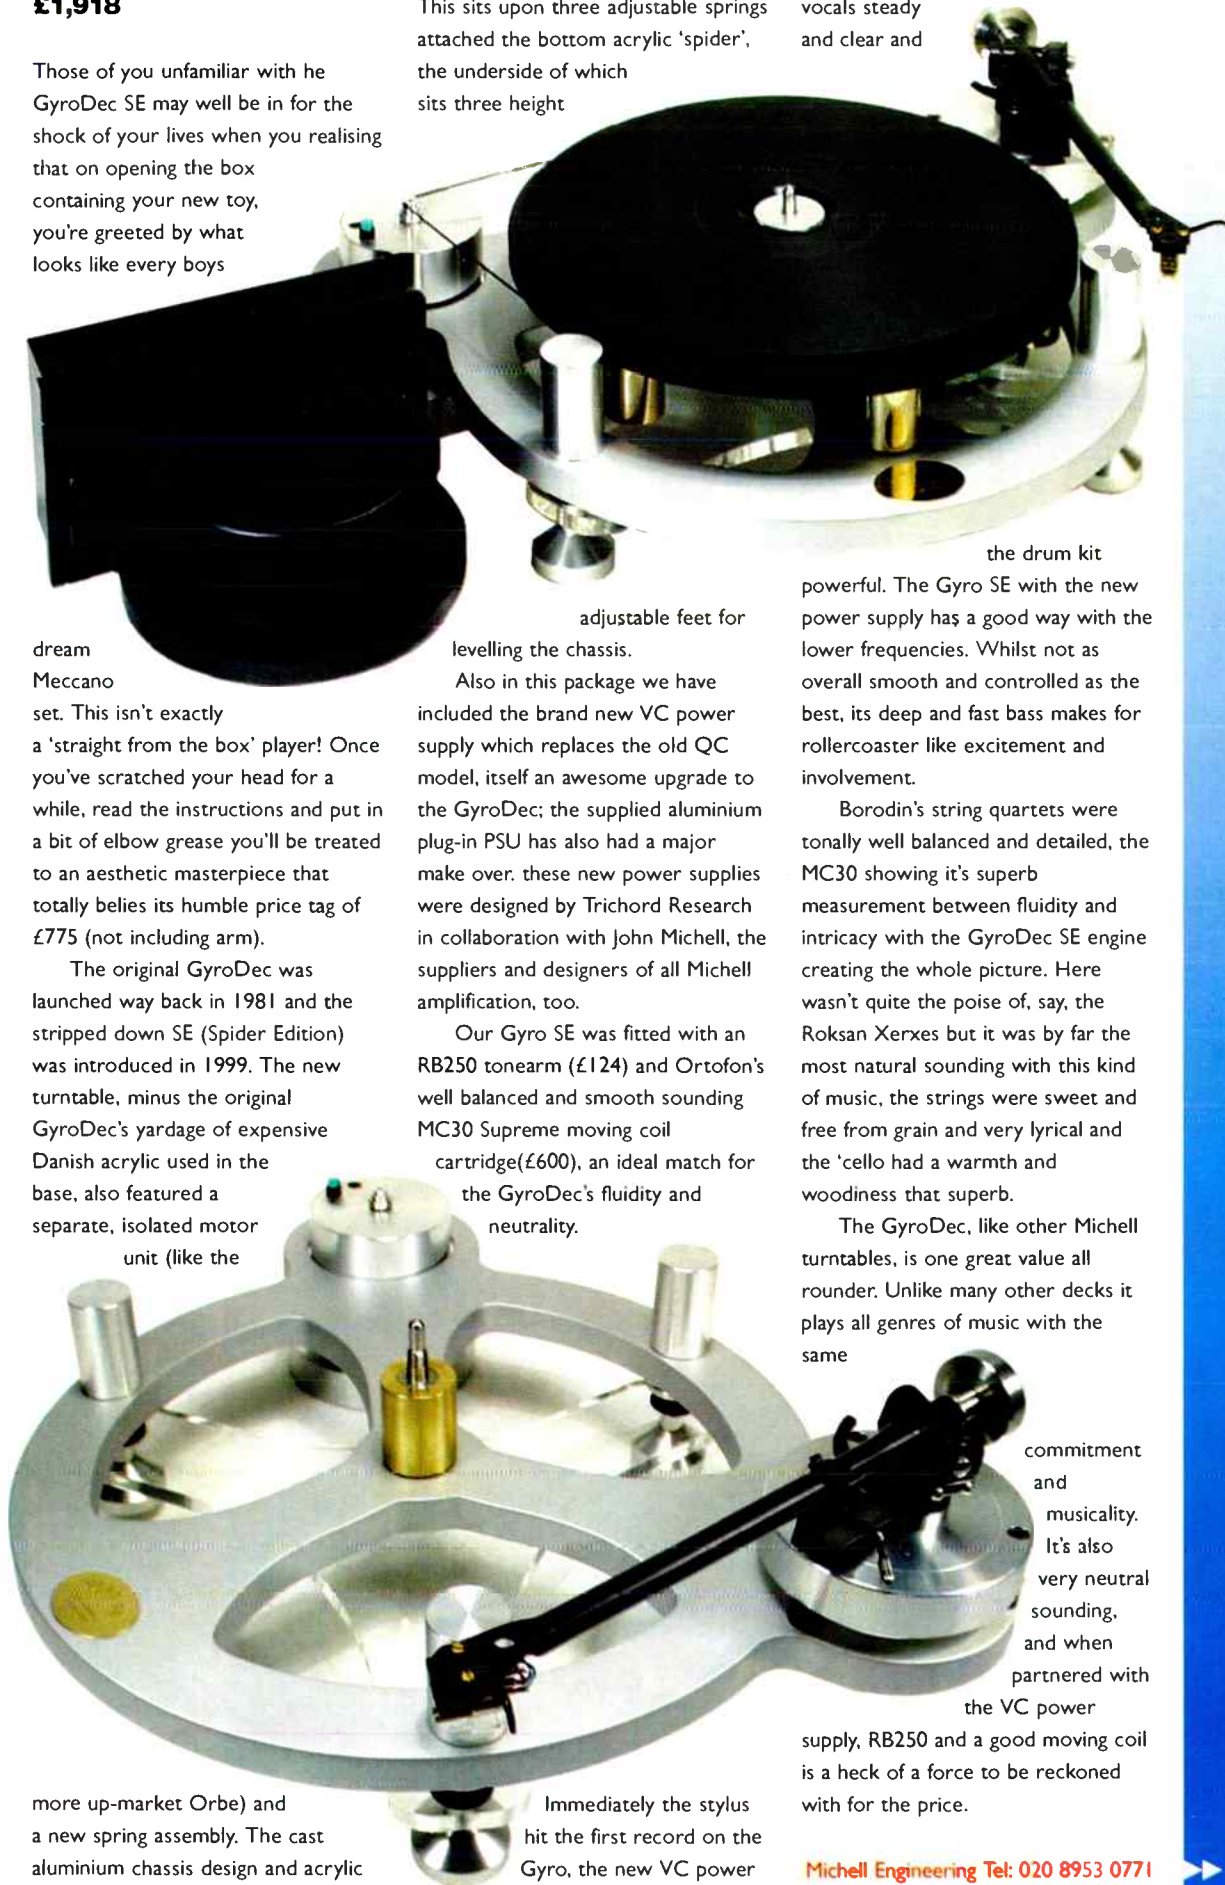 £1,918
Those of you unfamiliar with he
GyroDec SE may well be in for the
shock of your lives when you realising
that on opening the box
containing your new toy,
you're greeted by what
looks like every boys
dream
Meccano
set. This isn't exactly
a 'straight from the box' player! Once
you've scratched your head for a
while, read the instructions and put in
a bit of elbow grease you'll be treated
to an aesthetic masterpiece that
totally belies its humble price tag of
£775 (not including arm).
The original GyroDec was
launched way back in 1981 and the
stripped down SE (Spider Edition)
was introduced in 1999. The new
turntable, minus the original
GyroDec's yardage of expensive
Danish acrylic used in the
base, also featured a
separate, isolated motor
unit (like the
more up-market Orbe) and
a new spring assembly. The cast
aluminium chassis design and acrylic
This sits upon three adjustable springs
attached the bottom acrylic 'spider',
the underside of which
sits three height
adjustable feet for
levelling the chassis.
Also in this package we have
included the brand new VC power
supply which replaces the old QC
model, itself an awesome upgrade to
the GyroDec; the supplied aluminium
plug-in PSU has also had a major
make over. these new power supplies
were designed by Trichord Research
in collaboration with John Michell, the
suppliers and designers of all Michell
amplification, too.
Our Gyro SE was fitted with an
RB250 tonearm (£124) and Ortofon's
well balanced and smooth sounding
MC30 Supreme moving coil
cartridge(£600), an ideal match for
the GyroDec's fluidity and
neutrality.
Immediately the stylus
hit the first record on the
Gyro, the new VC power
vocals steady
and clear and
the drum kit
powerful. The Gyro SE with the new
power supply has a good way with the
lower frequencies. Whilst not as
overall smooth and controlled as the
best, its deep and fast bass makes for
rollercoaster like excitement and
involvement.
Borodin's string quartets were
tonally well balanced and detailed, the
MC30 showing it's superb
measurement between fluidity and
intricacy with the GyroDec SE engine
creating the whole picture. Here
wasn't quite the poise of, say, the
Roksan Xerxes but it was by far the
most natural sounding with this kind
of music, the strings were sweet and
free from grain and very lyrical and
the 'cello had a warmth and
woodiness that superb.
The GyroDec, like other Michell
turntables, is one great value all
rounder. Unlike many other decks it
plays all genres of music with the
same
commitment
and
musicality.
It's also
very neutral
sounding,
and when
partnered with
the VC power
supply, RB250 and a good moving coil
is a heck of a force to be reckoned
with for the price.
Michell Engineering Tel: 020 8953 0771